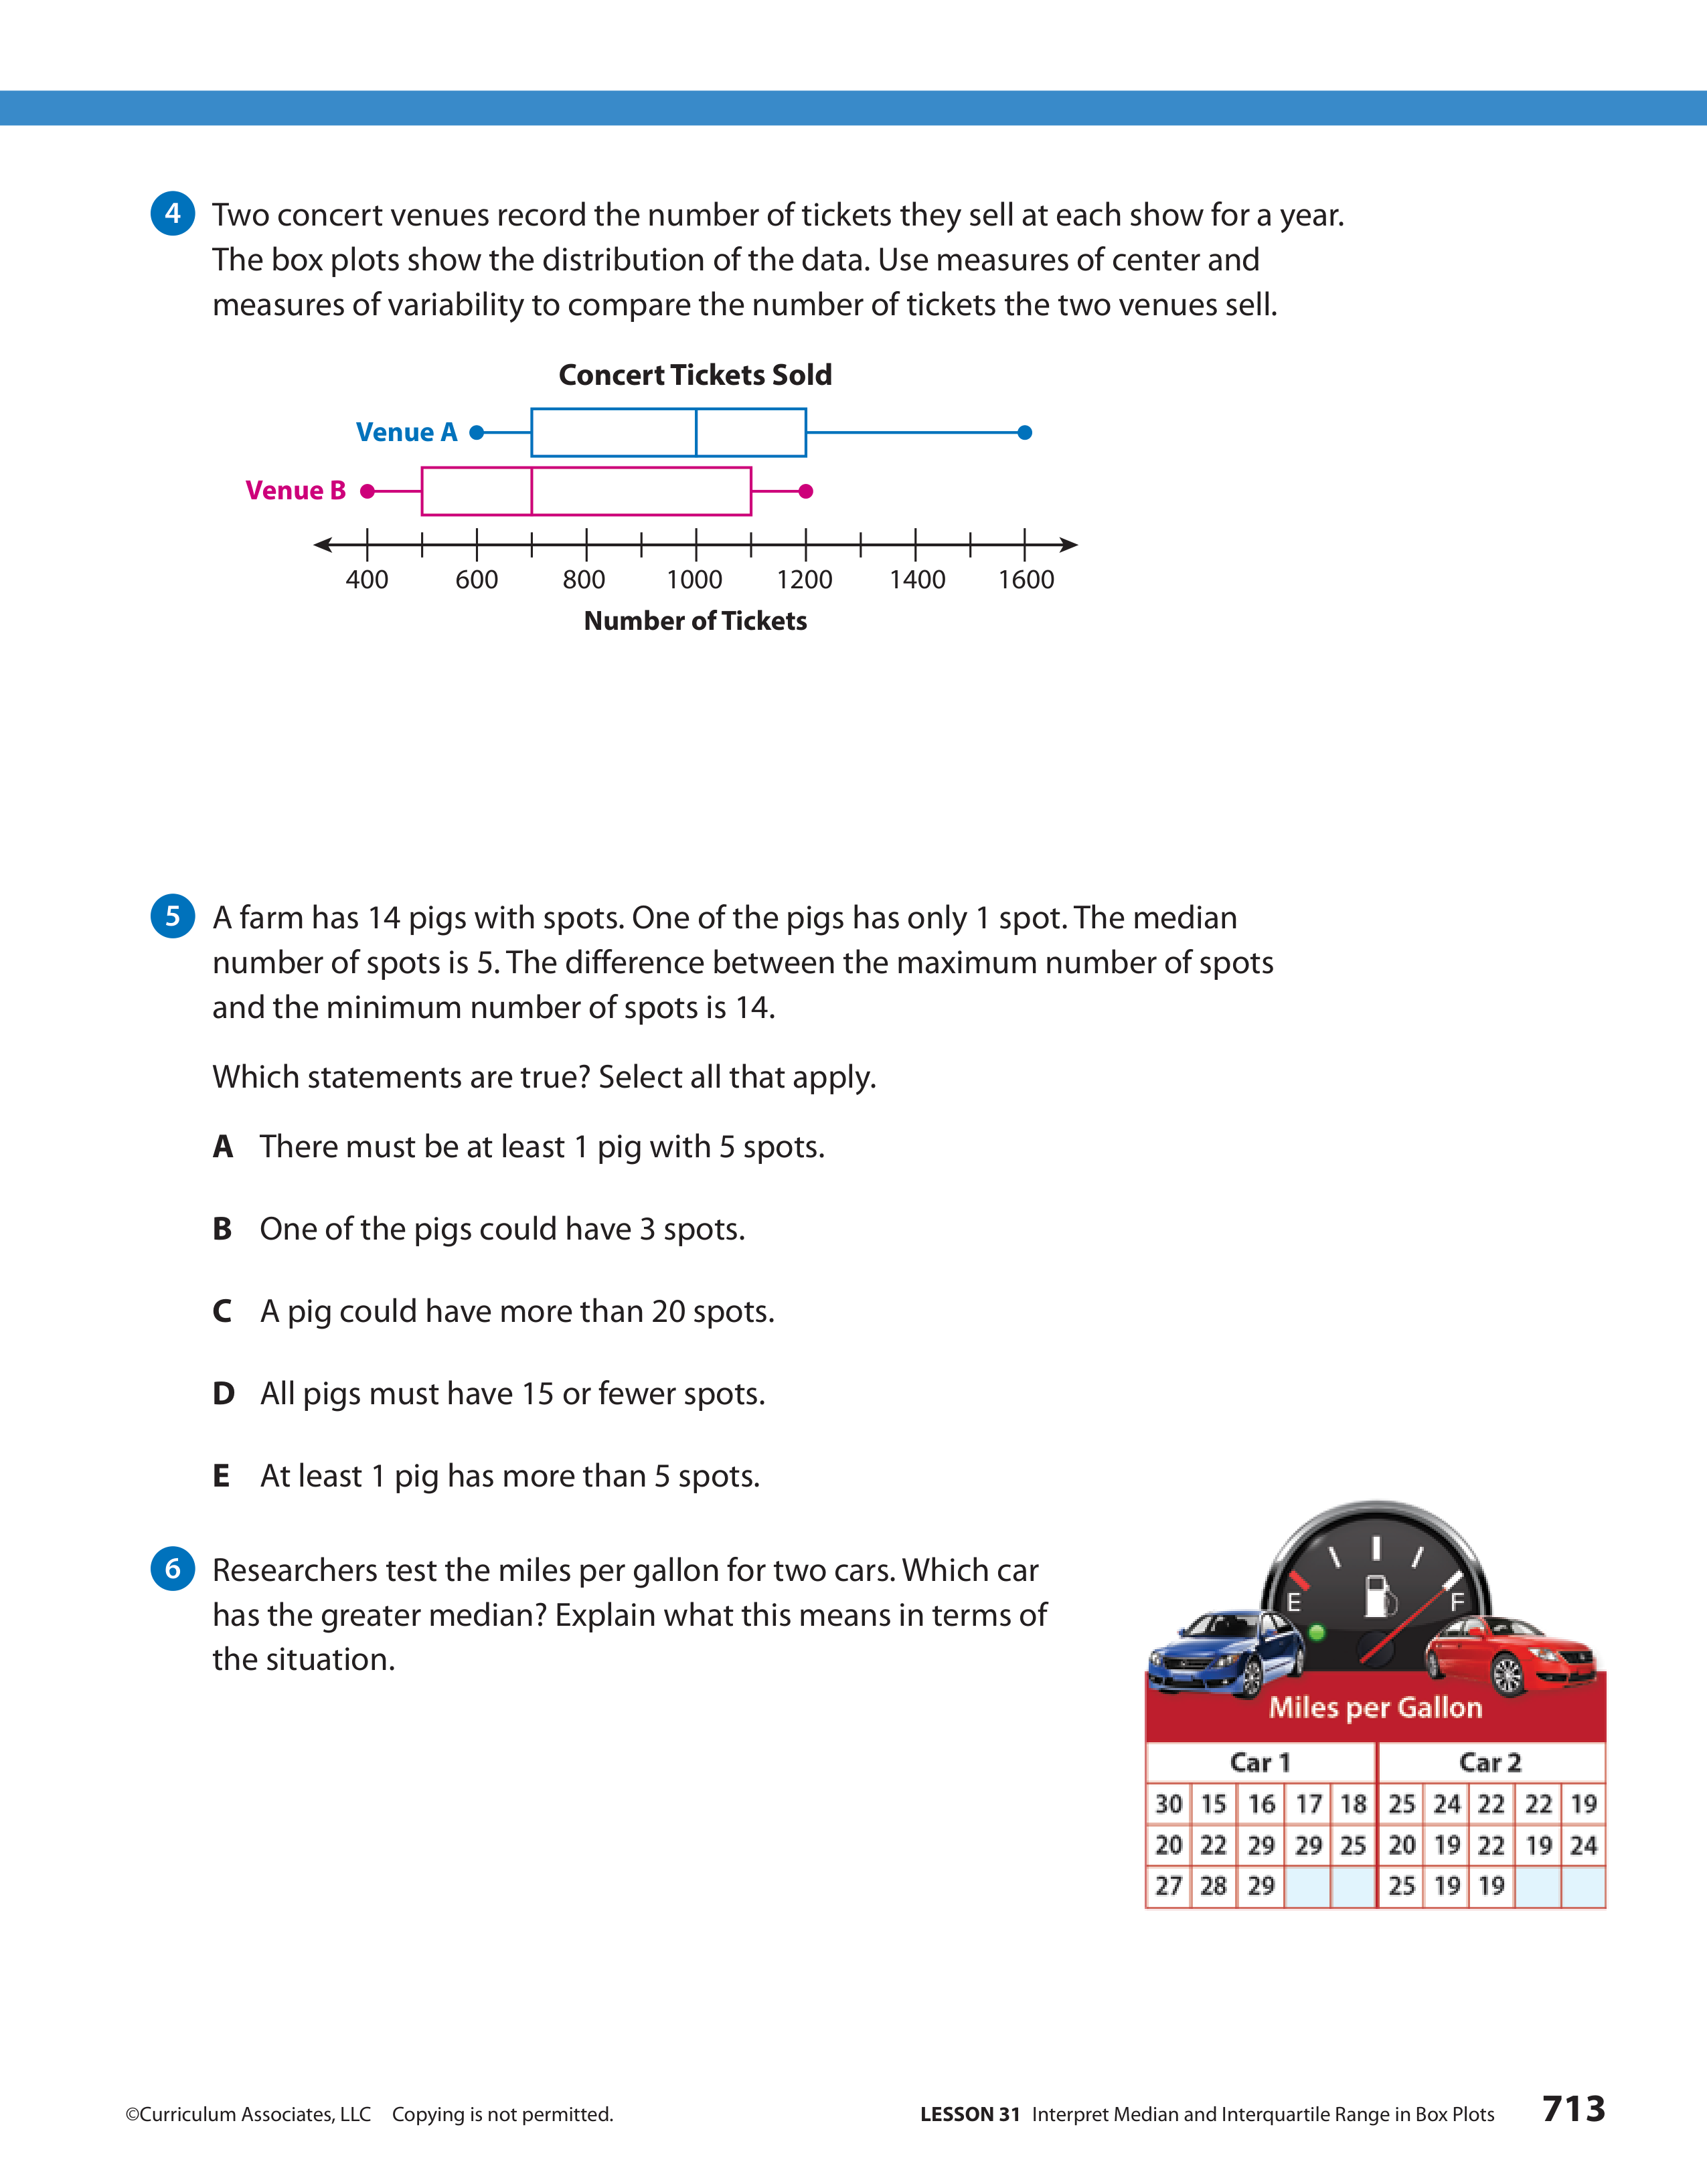 4 Two concert venues record the number of tickets they sell at each show for a year.
The box plots show the distribution of the data. Use measures of center and
measures of variability to compare the number of tickets the two venues sell.
Concert Tickets Sold
Venue A
Venue B
400 600 800 1000 1200 1400 1600
Number of Tickets
5 A farm has 14 pigs with spots. One of the pigs has only 1 spot. The median
number of spots is 5. The difference between the maximum number of spots
and the minimum number of spots is 14.
Which statements are true? Select all that apply.
A There must be at least 1 pig with 5 spots.
B One of the pigs could have 3 spots.
C A pig could have more than 20 spots.
D All pigs must have 15 or fewer spots.
E At least 1 pig has more than 5 spots.
6 Researchers test the miles per gallon for two cars. Which car
has the greater median? Explain what this means in terms of
the situation.
E F
Miles per Gallon
Car 1 Car 2
30 15 16 17 18 25 24 22 22 19
20 22 29 29 25 20 19 22 19 24
27 28 29 25 19 19
©Curriculum Associates, LLC Copying is not permitted. LESSON 31 Interpret Median and Interquartile Range in Box Plots 713